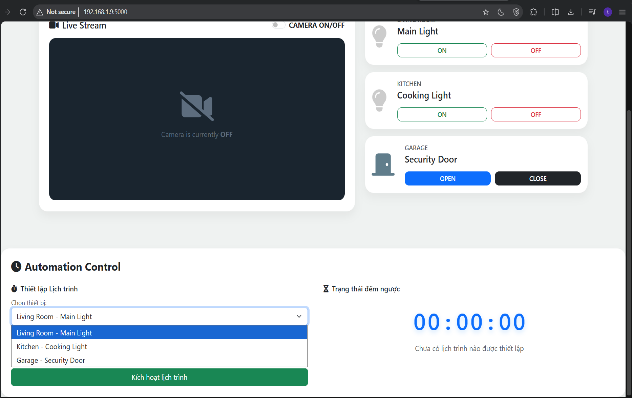 Not secure
192.168.1.9:5000
Live Stream
CAMERA ON/OFF
Camera is currently OFF
Main Light
ON
OFF
KITCHEN
Cooking Light
ON
OFF
GARAGE
Security Door
OPEN
CLOSE
Automation Control
Thiết lập Lịch trình
Chọn thiết bị:
Living Room - Main Light
Living Room - Main Light
Kitchen - Cooking Light
Garage - Security Door
Kích hoạt lịch trình
Trạng thái đếm ngược
00:00:00
Chưa có lịch trình nào được thiết lập